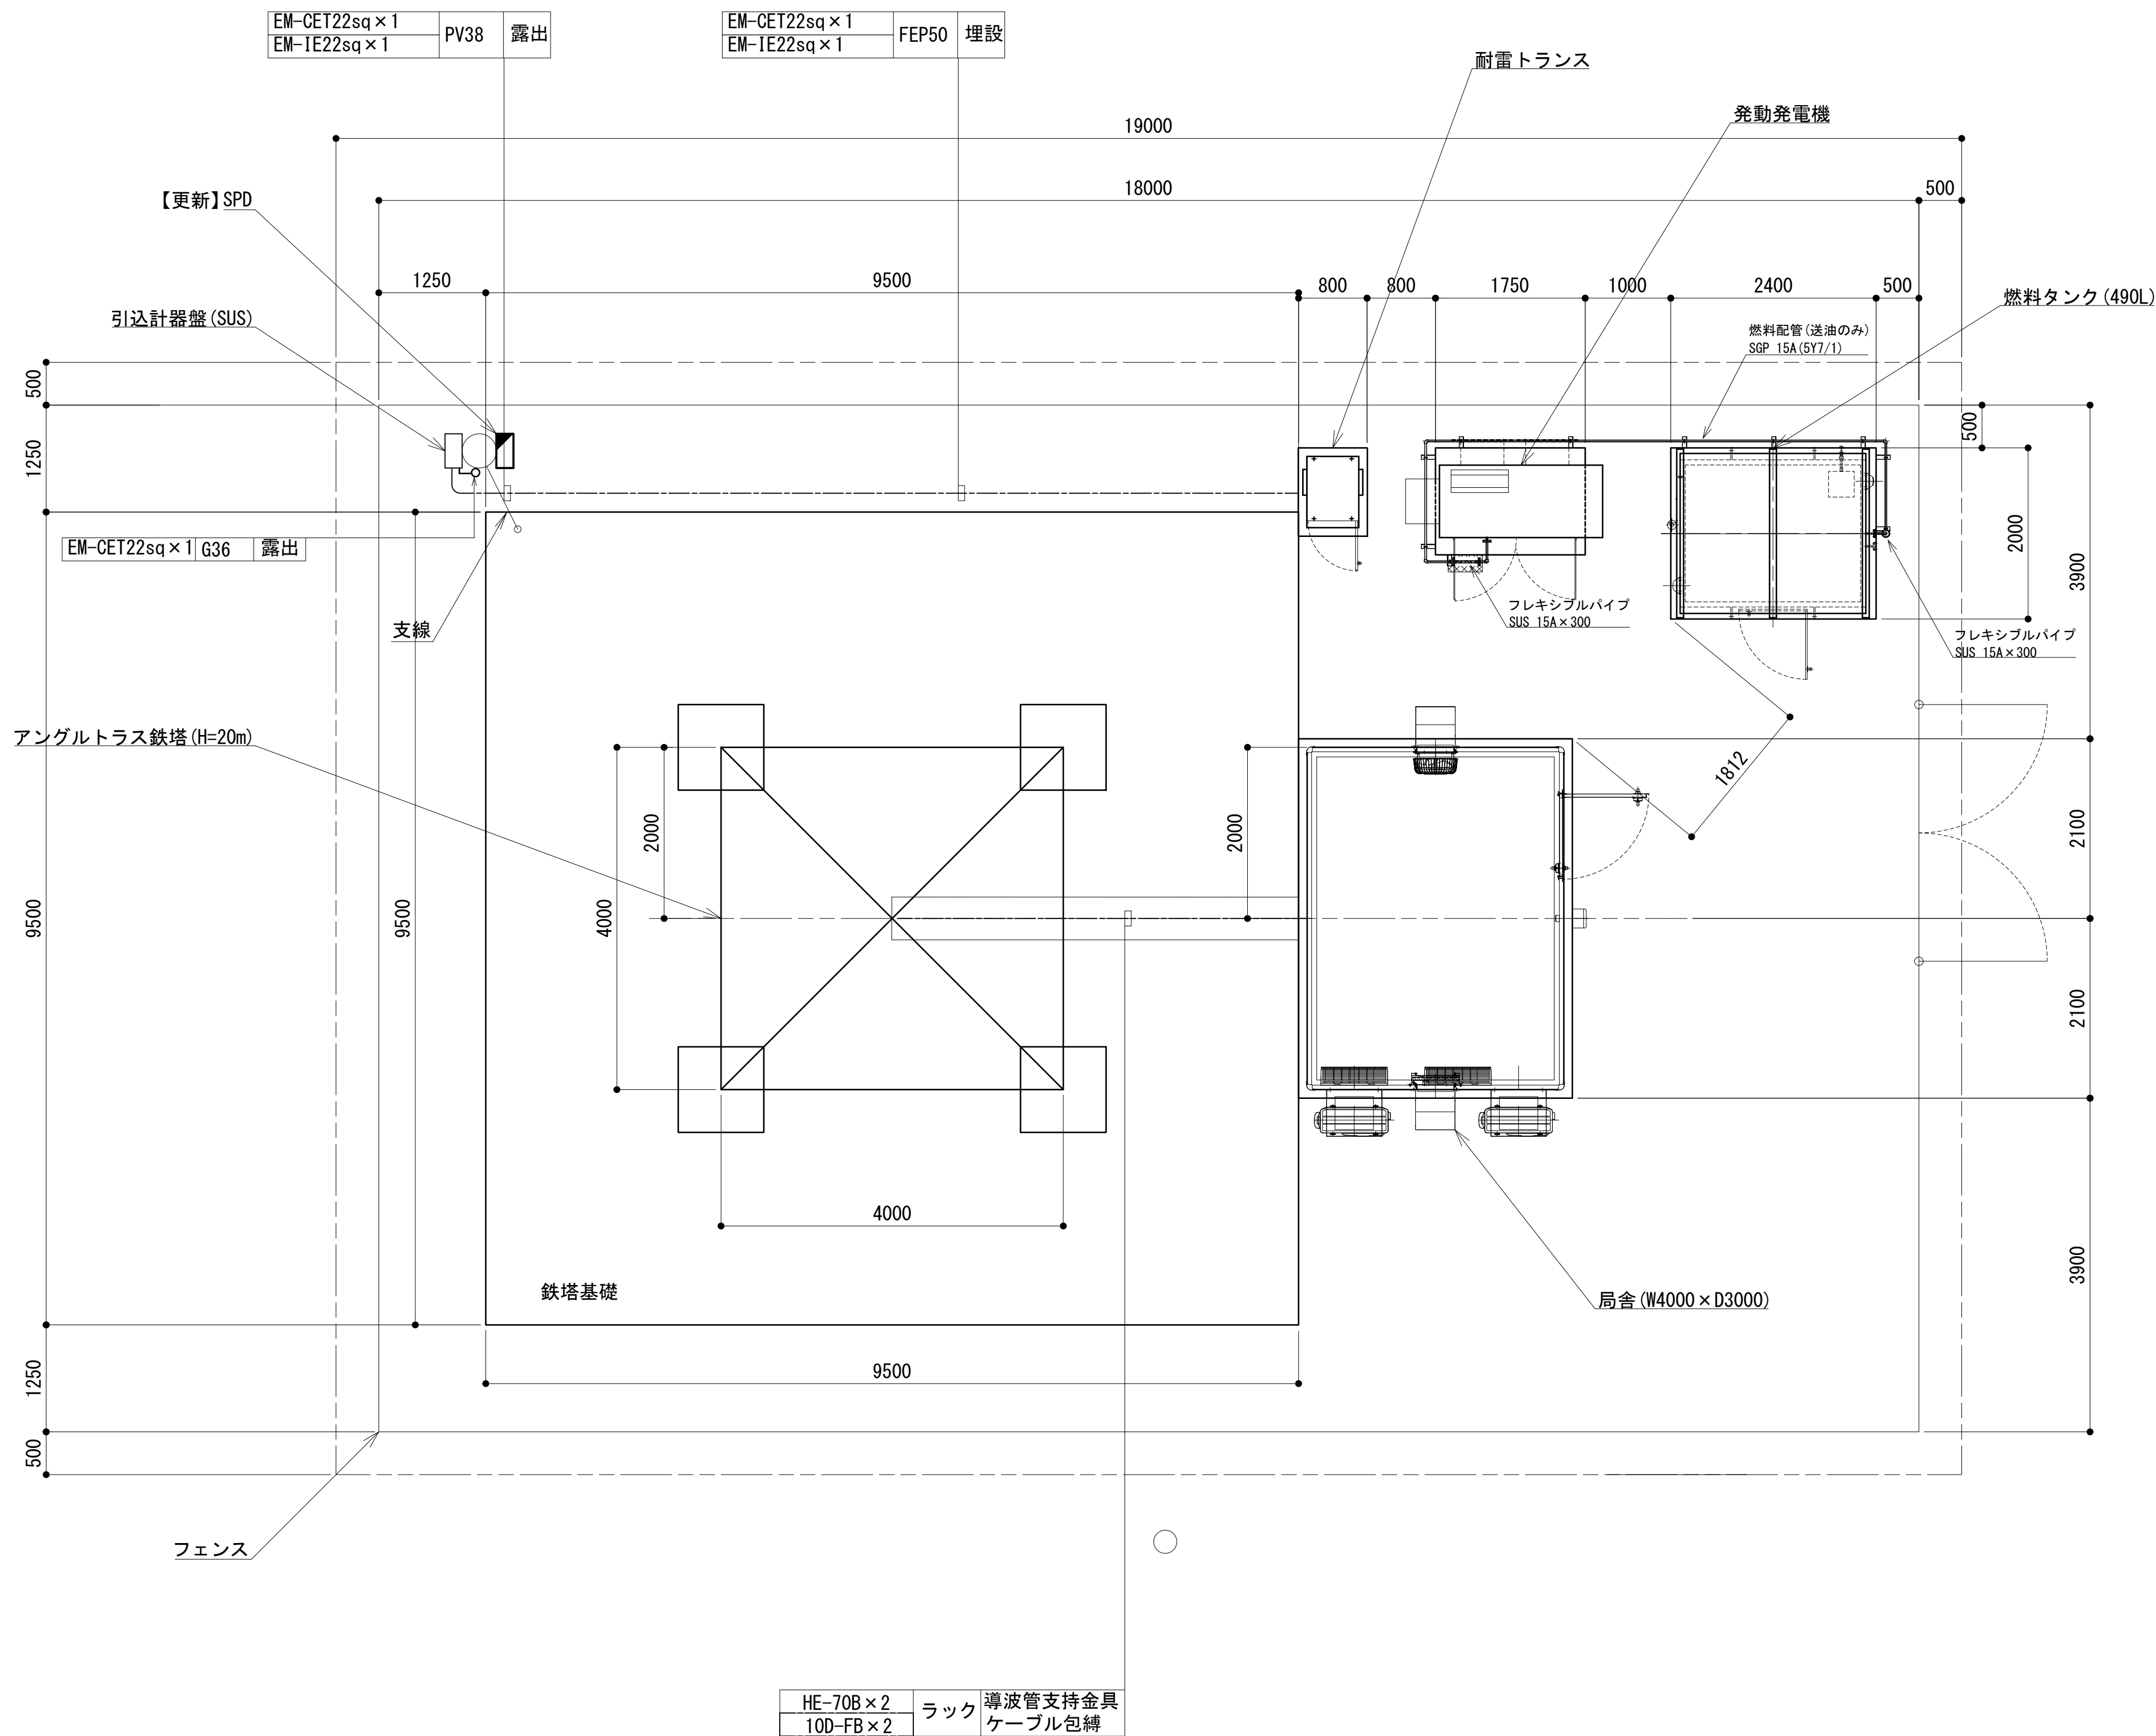 EM-CET22sq×1
EM-IE22sq×1
PV38
露出
EM-CET22sq×1
EM-IE22sq×1
FEP50
埋設
耐雷トランス
発動発電機
19000
【更新】SPD
18000
500
1250
9500
800
800
1750
1000
2400
500
引込計器盤(SUS)
燃料タンク(490L)
燃料配管(送油のみ)
SGP 15A(5Y7/1)
500
1250
500
EM-CET22sq×1
G36
露出
2000
3900
フレキシブルパイプ
SUS 15A×300
支線
フレキシブルパイプ
SUS 15A×300
アングルトラス鉄塔(H=20m)
1812
2000
2000
2100
9500
9500
4000
2100
4000
3900
鉄塔基礎
局舎(W4000×D3000)
9500
1250
500
フェンス
HE-70B×2
10D-FB×2
ラック
導波管支持金具
ケーブル包縛